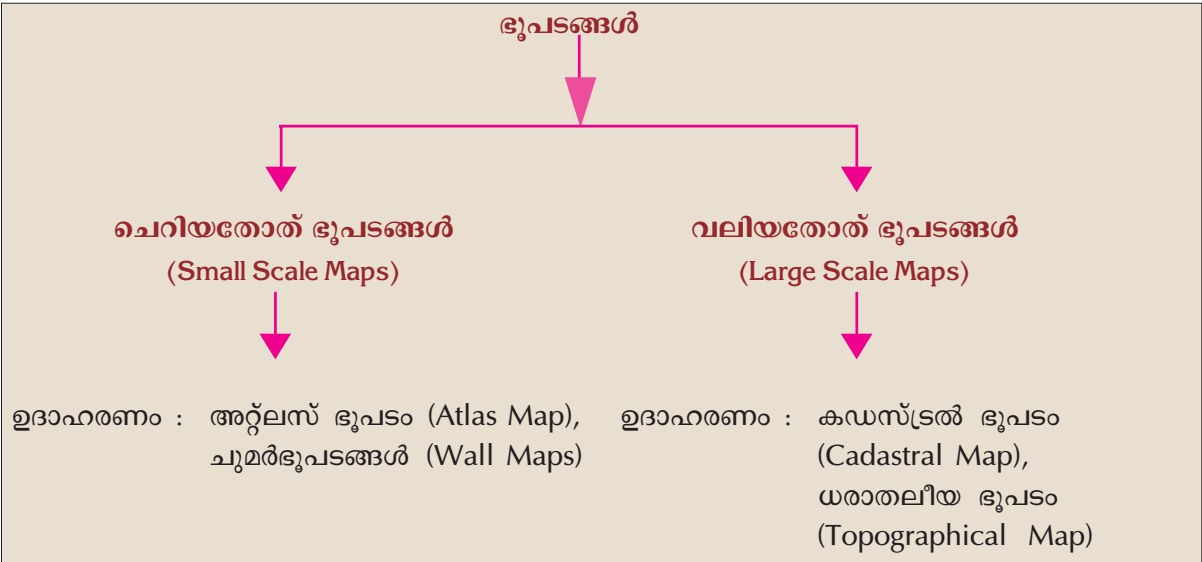 ഭൂപടങ്ങൾ
ചെറിയതോത് ഭൂപടങ്ങൾ
(Small Scale Maps)
വലിയതോത് ഭൂപടങ്ങൾ
(Large Scale Maps)
ഉദാഹരണം : അറ്റ്ലസ് ഭൂപടം (Atlas Map),
ചുമർഭൂപടങ്ങൾ (Wall Maps)
ഉദാഹരണം : കഡസ്ട്രൽ ഭൂപടം
(Cadastral Map),
ധരാതലീയ ഭൂപടം
(Topographical Map)